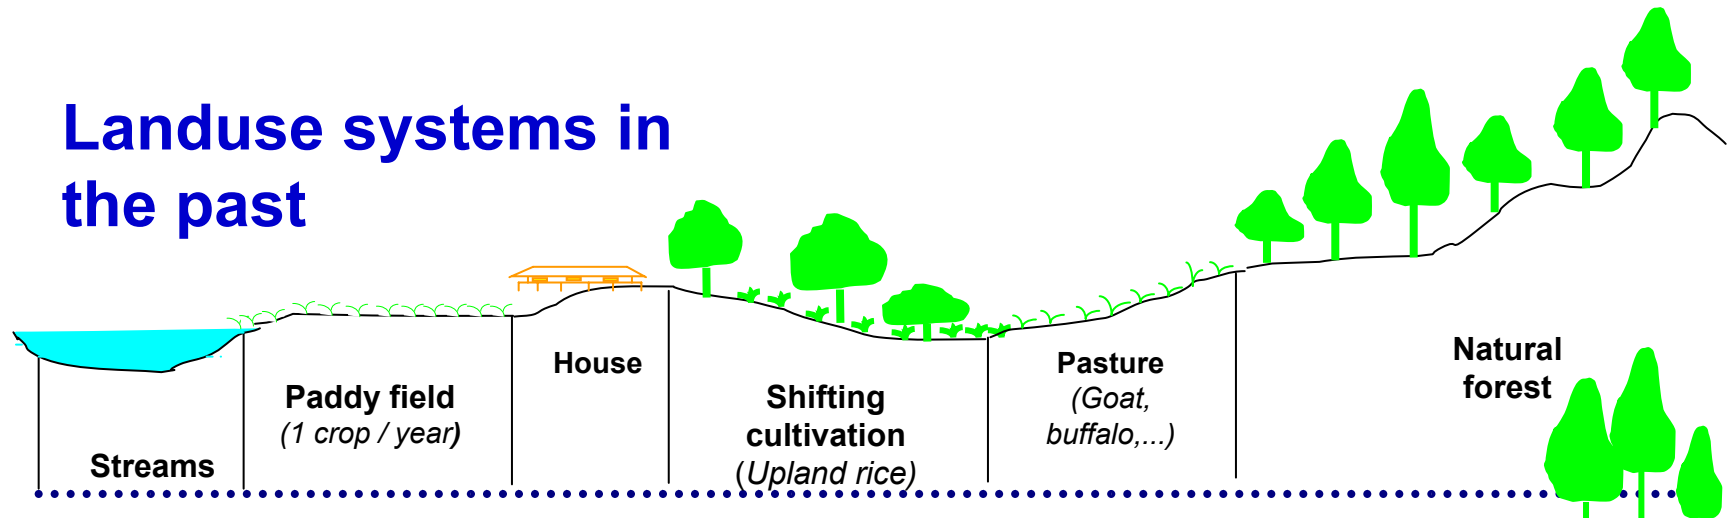 Landuse systems in
the past
Streams
Paddy field
(1 crop / year)
House
Shifting
cultivation
(Upland rice)
Pasture
(Goat,
buffalo,...)
Natural
forest